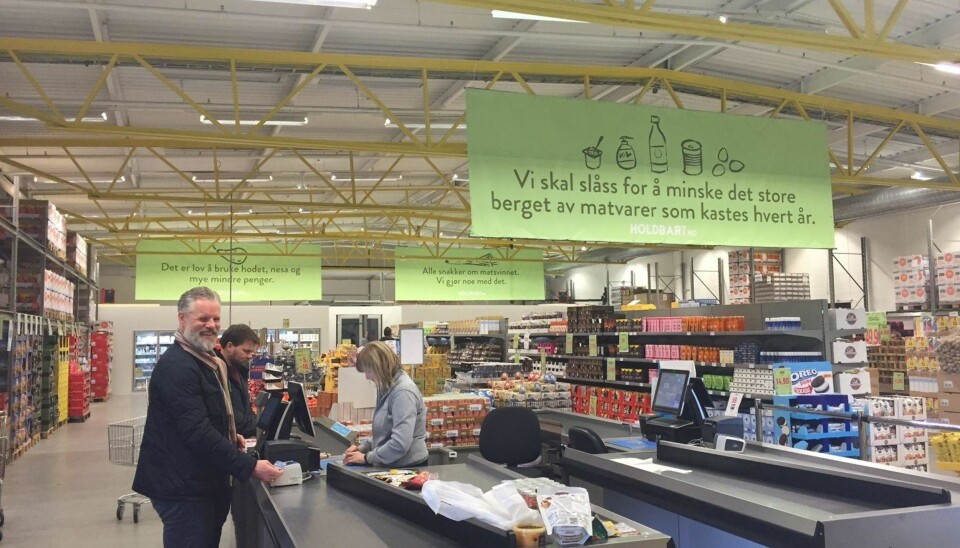 Vi skal slåss for å minske det store
berget av matvarer som kastes hvert år.
HOLDBART.NO
Det er lov å bruke hodet, nesa og
mye mindre penger.
Alle snakker om matsvinnet.
Vi gjør noe med det.
OREO